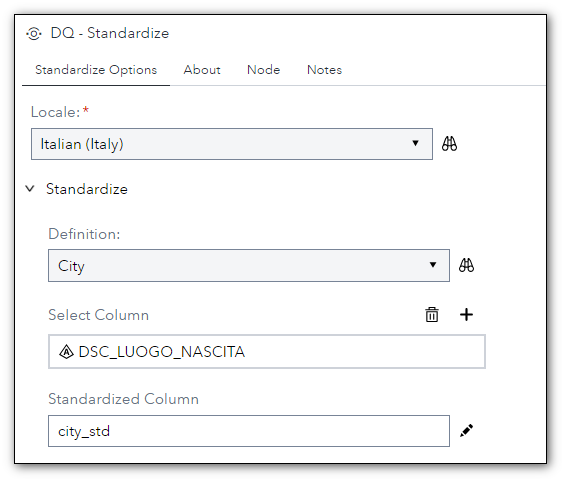 DQ - Standardize
Standardize Options About Node Notes
Locale:*
Italian (Italy)
Standardize
Definition:
City
Select Column
DSC_LUOGO_NASCITA
Standardized Column
city_std